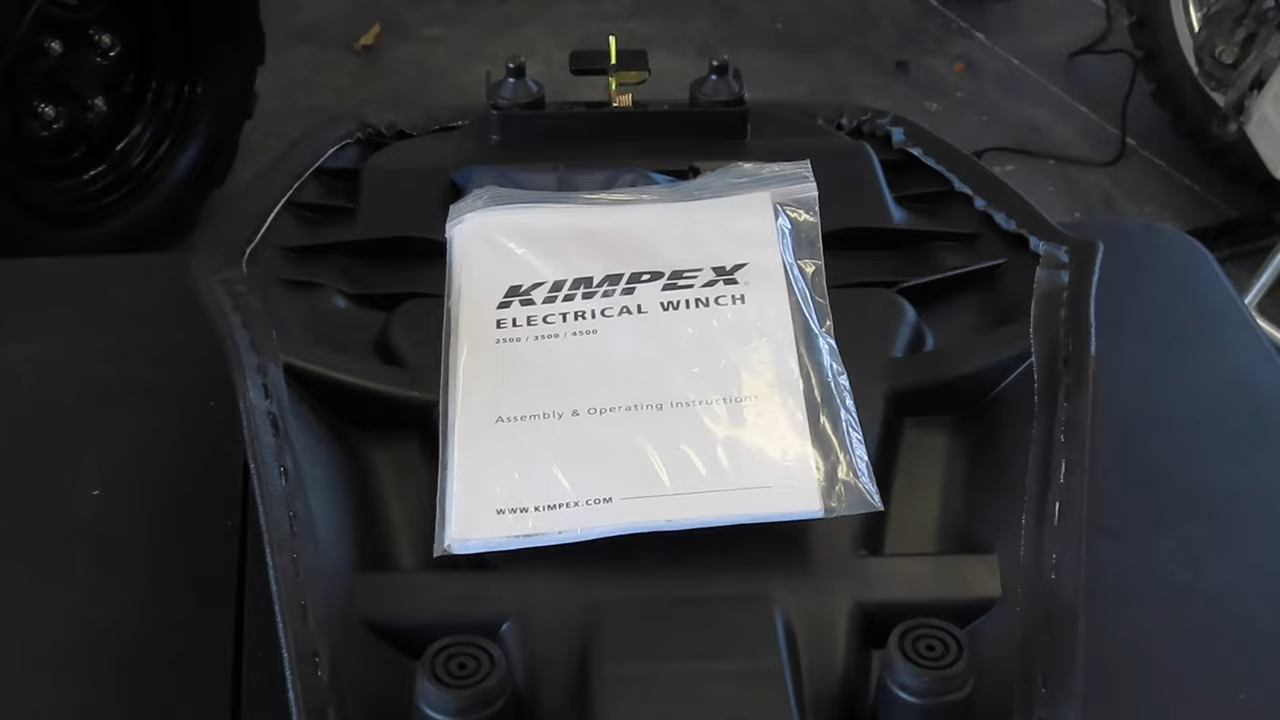 KIMPEX
ELECTRICAL WINCH
2500 / 3500 / 4500
Assembly & Operating Instructions
WWW.KIMPEX.COM